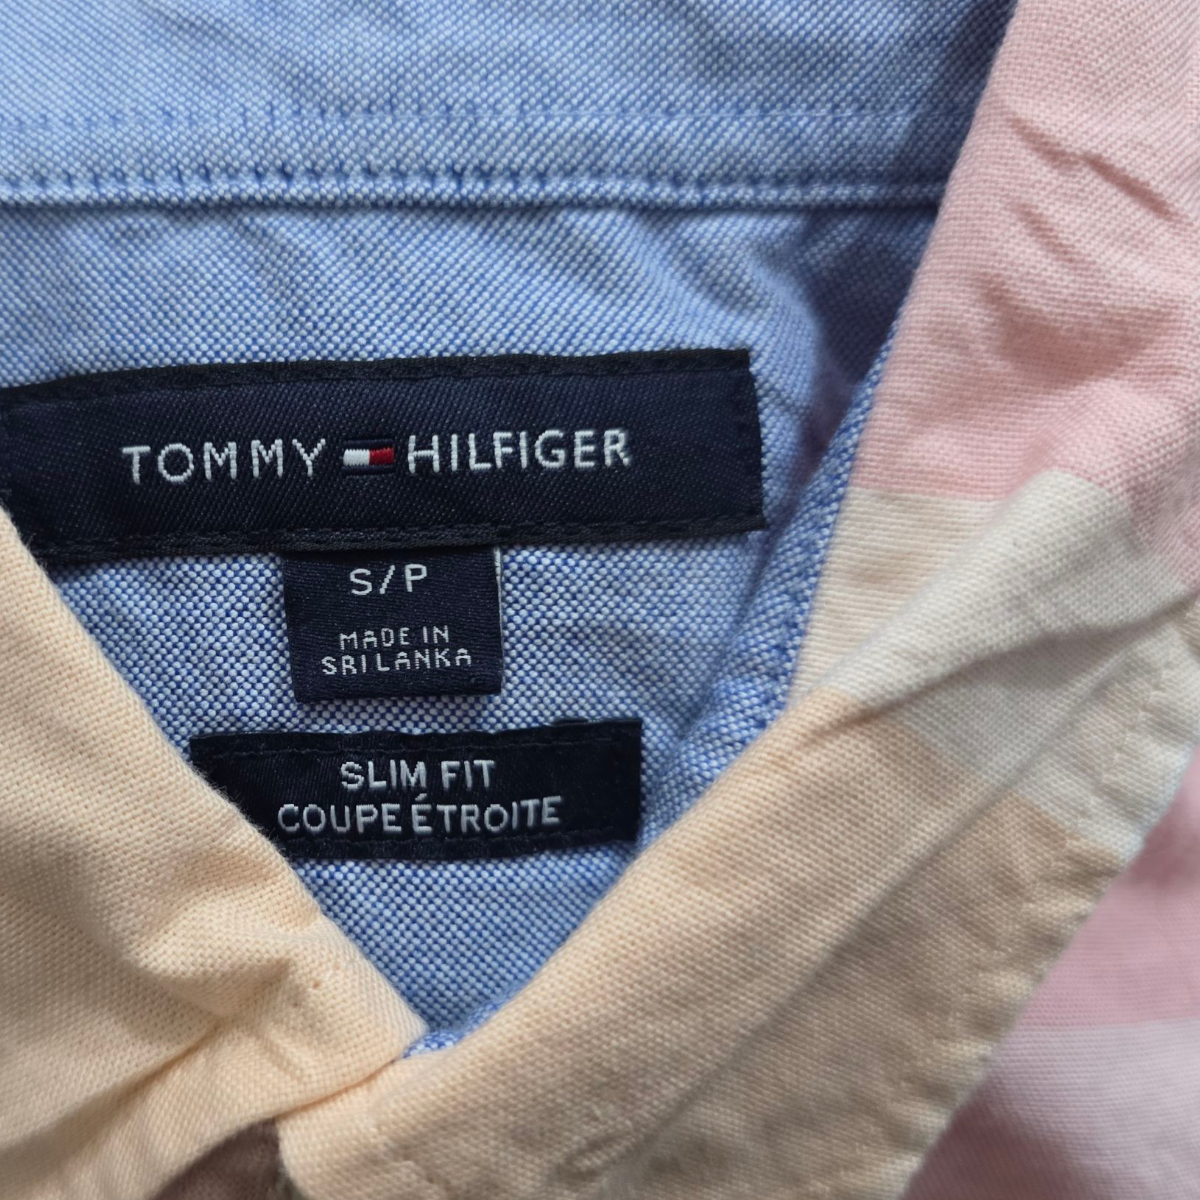 TOMMY HILFIGER
S/P
MADE IN
SRI LANKA
SLIM FIT
COUPE ÉTROITE